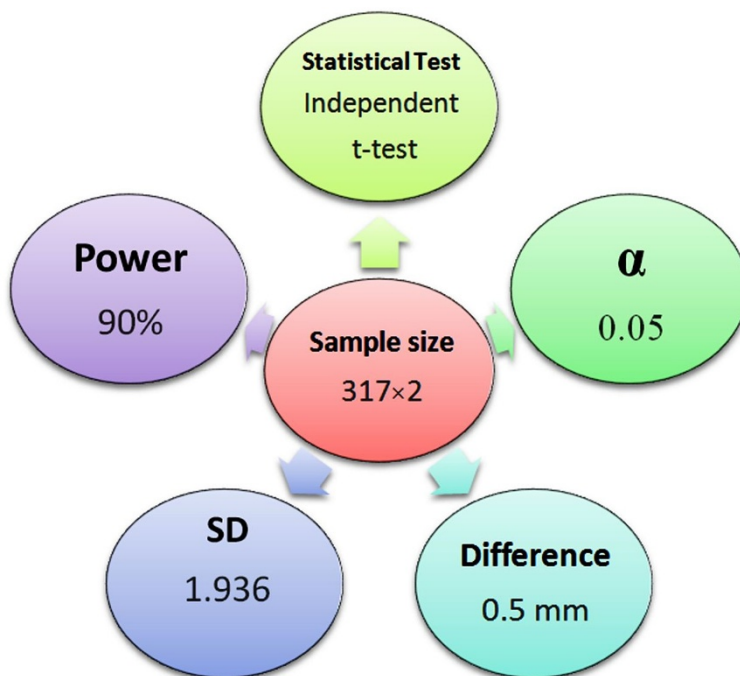 Statistical Test
Independent
t-test
Power
90%
α
0.05
Sample size
317×2
SD
1.936
Difference
0.5 mm